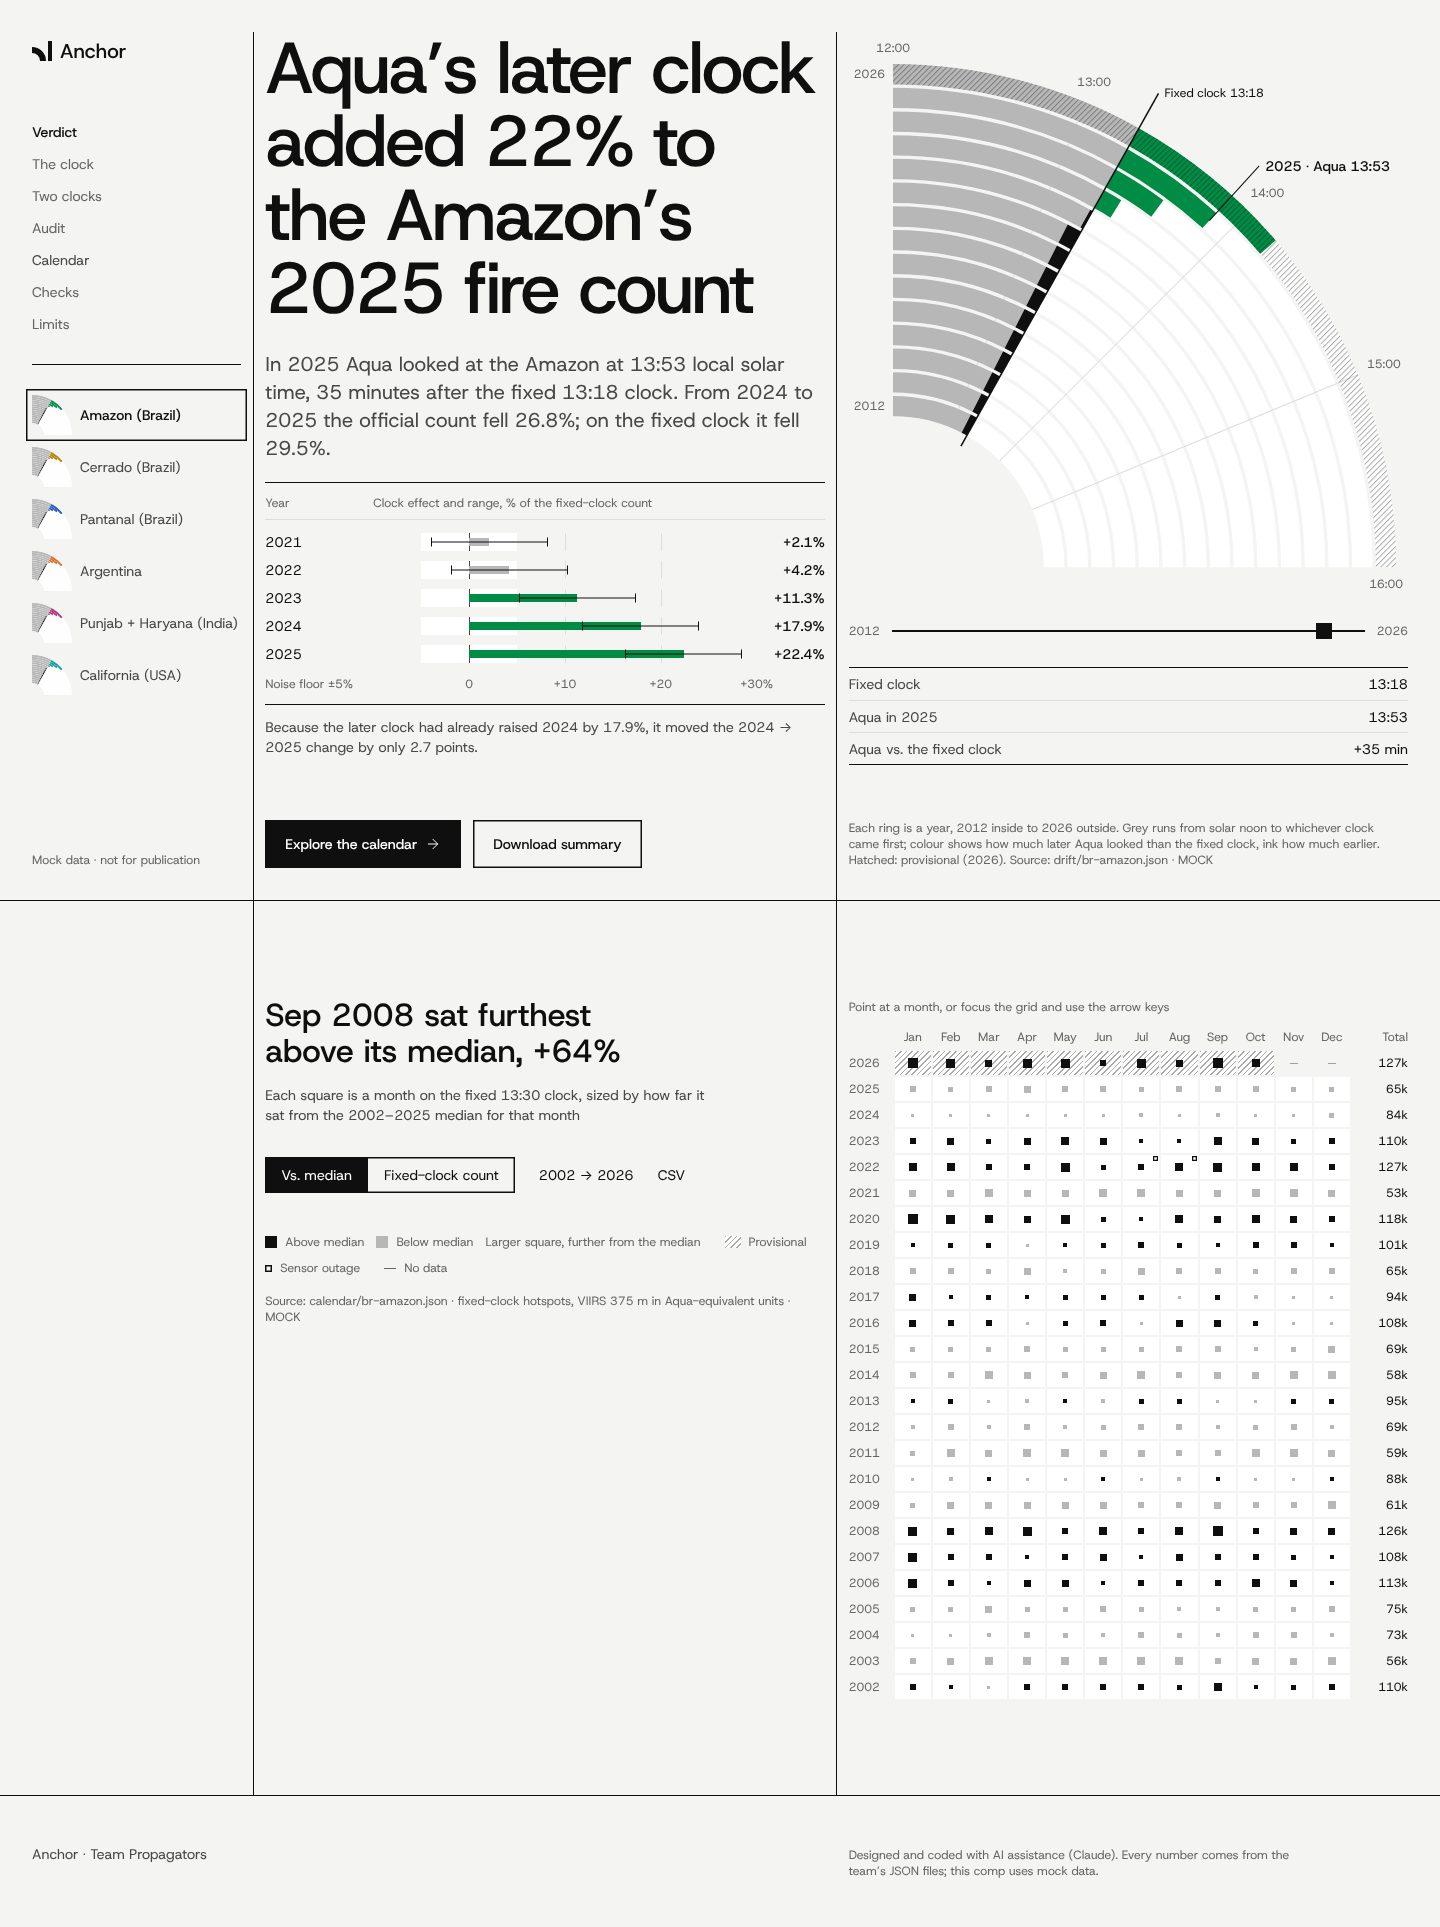 Anchor
Verdict
The clock
Two clocks
Audit
Calendar
Checks
Limits
Amazon (Brazil)
Cerrado (Brazil)
Pantanal (Brazil)
Argentina
Punjab + Haryana (India)
California (USA)
Mock data · not for publication
Aqua’s later clock
added 22% to
the Amazon’s
2025 fire count
In 2025 Aqua looked at the Amazon at 13:53 local solar
time, 35 minutes after the fixed 13:18 clock. From 2024 to
2025 the official count fell 26.8%; on the fixed clock it fell
29.5%.
Year Clock effect and range, % of the fixed-clock count
2021 +2.1%
2022 +4.2%
2023 +11.3%
2024 +17.9%
2025 +22.4%
Noise floor ±5% 0 +10 +20 +30%
Because the later clock had already raised 2024 by 17.9%, it moved the 2024 →
2025 change by only 2.7 points.
Explore the calendar →
Download summary
12:00
2026
13:00
Fixed clock 13:18
2025 · Aqua 13:53
14:00
15:00
2012
16:00
2012 2026
Fixed clock 13:18
Aqua in 2025 13:53
Aqua vs. the fixed clock +35 min
Each ring is a year, 2012 inside to 2026 outside. Grey runs from solar noon to whichever clock
came first; colour shows how much later Aqua looked than the fixed clock, ink how much earlier.
Hatched: provisional (2026). Source: drift/br-amazon.json · MOCK
Sep 2008 sat furthest
above its median, +64%
Each square is a month on the fixed 13:30 clock, sized by how far it
sat from the 2002–2025 median for that month
Vs. median Fixed-clock count 2002 → 2026 CSV
Above median Below median Larger square, further from the median Provisional
Sensor outage — No data
Source: calendar/br-amazon.json · fixed-clock hotspots, VIIRS 375 m in Aqua-equivalent units ·
MOCK
Point at a month, or focus the grid and use the arrow keys
Jan Feb Mar Apr May Jun Jul Aug Sep Oct Nov Dec Total
2026 — — 127k
2025 65k
2024 84k
2023 110k
2022 127k
2021 53k
2020 118k
2019 101k
2018 65k
2017 94k
2016 108k
2015 69k
2014 58k
2013 95k
2012 69k
2011 59k
2010 88k
2009 61k
2008 126k
2007 108k
2006 113k
2005 75k
2004 73k
2003 56k
2002 110k
Anchor · Team Propagators
Designed and coded with AI assistance (Claude). Every number comes from the
team’s JSON files; this comp uses mock data.